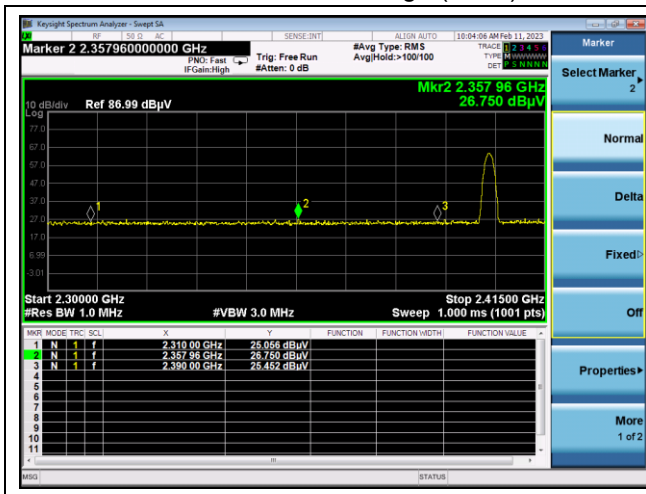 Keysight Spectrum Analyzer - Swept SA
RF 50 Ω AC SENSE:INT ALIGN AUTO 10:04:06 AM Feb 11, 2023
Marker 2 2.357960000000 GHz
PNO: Fast
IFGain:High
Trig: Free Run
#Atten: 0 dB
#Avg Type: RMS
Avg|Hold:>100/100
TRACE 1 2 3 4 5 6
TYPE M WWWWW
DET P S N N N N
Mkr2 2.357 96 GHz
26.750 dBµV
10 dB/div Ref 86.99 dBµV
Log
77.0
67.0
57.0
47.0
37.0
27.0
17.0
6.99
-3.01
1
2
3
Start 2.30000 GHz Stop 2.41500 GHz
#Res BW 1.0 MHz #VBW 3.0 MHz Sweep 1.000 ms (1001 pts)
MKR MODE TRC SCL X Y FUNCTION FUNCTION WIDTH FUNCTION VALUE
1 N 1 f 2.310 00 GHz 25.056 dBµV
2 N 1 f 2.357 96 GHz 26.750 dBµV
3 N 1 f 2.390 00 GHz 25.452 dBµV
4
5
6
7
8
9
10
11
MSG STATUS
Marker
Select Marker
2
Normal
Delta
Fixed
Off
Properties
More
1 of 2